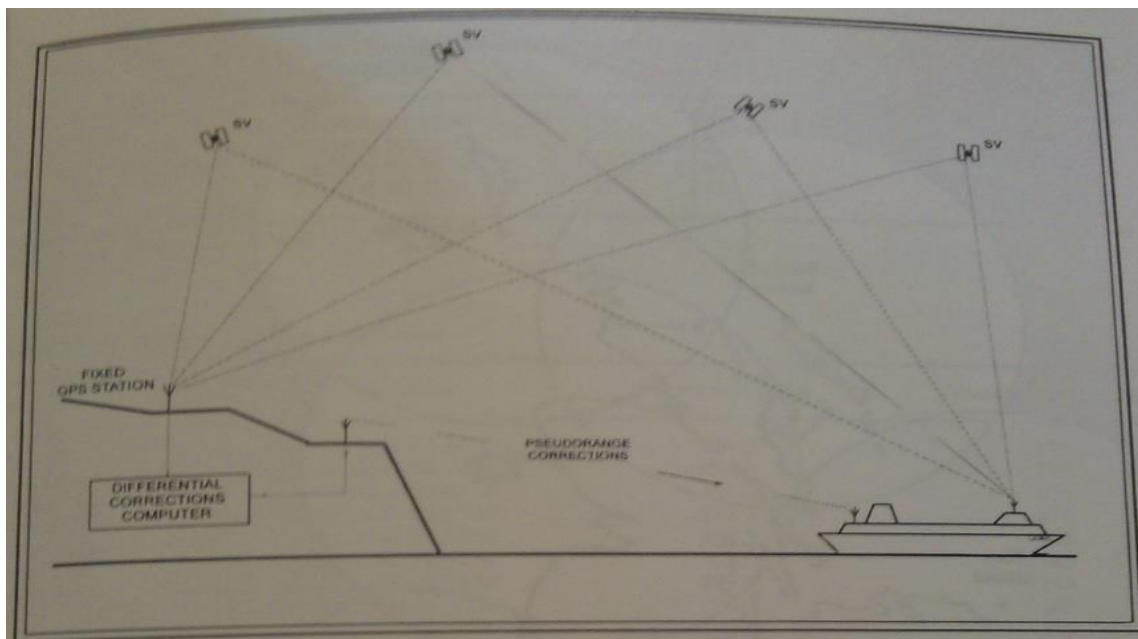 SV
SV
SV
SV
FIXED
GPS STATION
PSEUDORANGE
CORRECTIONS
DIFFERENTIAL
CORRECTIONS
COMPUTER